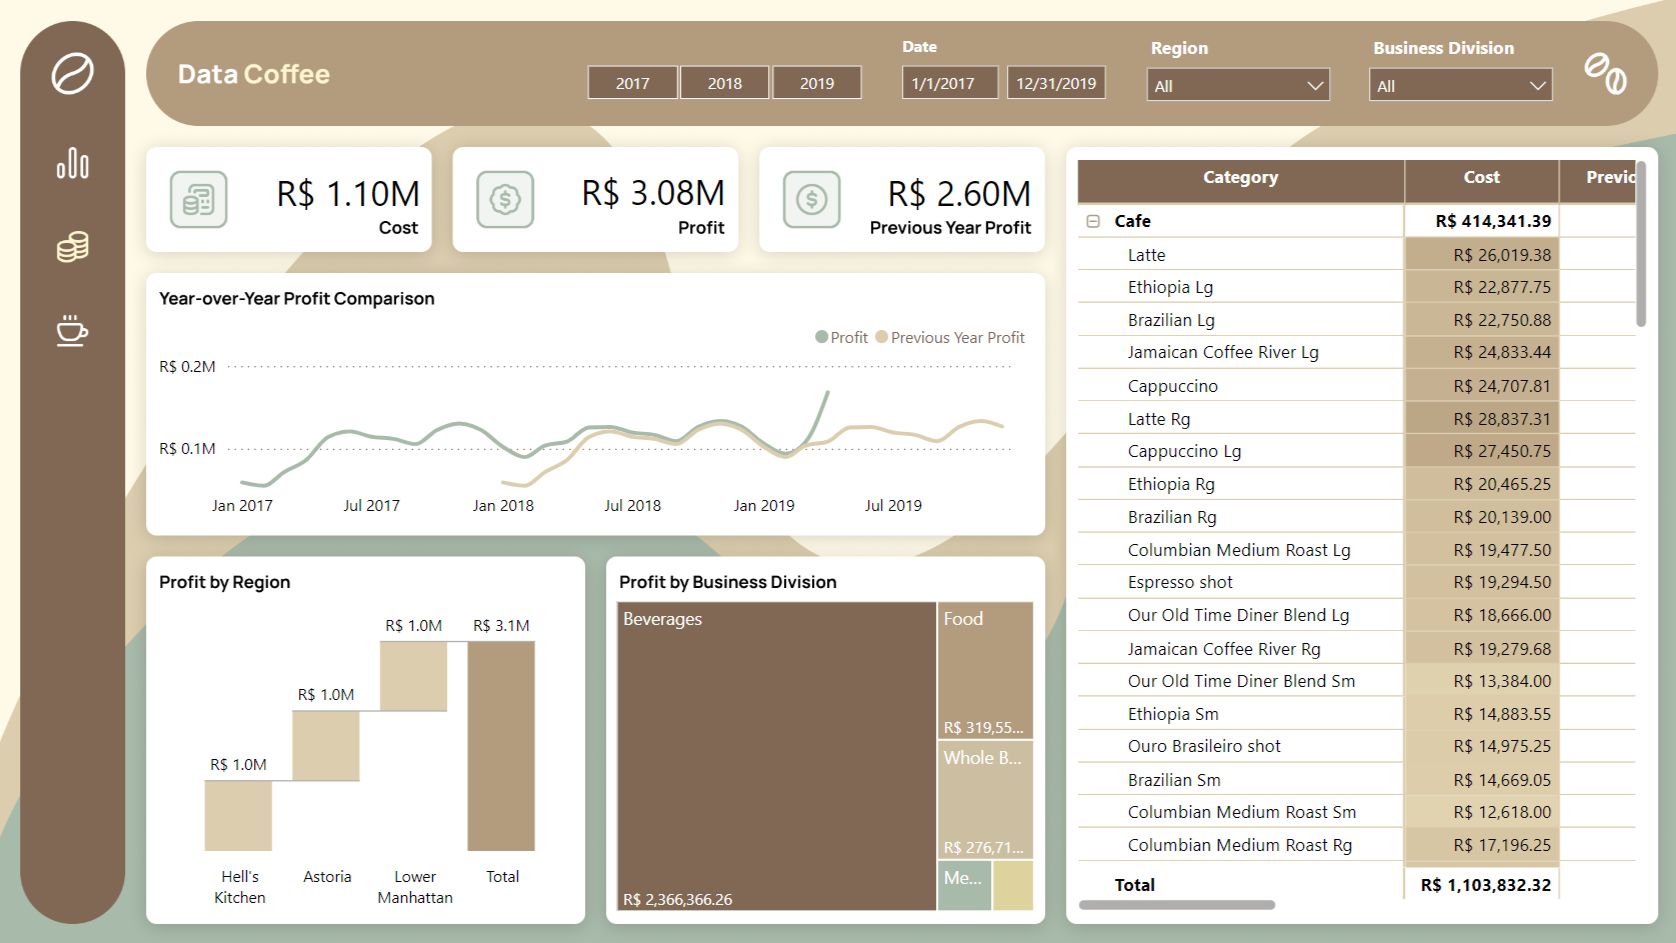 Data Coffee
2017
2018
2019
Date
1/1/2017
12/31/2019
Region
All
Business Division
All
R$ 1.10M
Cost
R$ 3.08M
Profit
R$ 2.60M
Previous Year Profit
Year-over-Year Profit Comparison
Profit
Previous Year Profit
R$ 0.2M
R$ 0.1M
Jan 2017
Jul 2017
Jan 2018
Jul 2018
Jan 2019
Jul 2019
Profit by Region
R$ 1.0M
R$ 1.0M
R$ 1.0M
R$ 3.1M
Hell's
Kitchen
Astoria
Lower
Manhattan
Total
Profit by Business Division
Beverages
R$ 2,366,366.26
Food
R$ 319,55...
Whole B...
R$ 276,71...
Me...
Category Cost Previo
Cafe R$ 414,341.39
Latte R$ 26,019.38
Ethiopia Lg R$ 22,877.75
Brazilian Lg R$ 22,750.88
Jamaican Coffee River Lg R$ 24,833.44
Cappuccino R$ 24,707.81
Latte Rg R$ 28,837.31
Cappuccino Lg R$ 27,450.75
Ethiopia Rg R$ 20,465.25
Brazilian Rg R$ 20,139.00
Columbian Medium Roast Lg R$ 19,477.50
Espresso shot R$ 19,294.50
Our Old Time Diner Blend Lg R$ 18,666.00
Jamaican Coffee River Rg R$ 19,279.68
Our Old Time Diner Blend Sm R$ 13,384.00
Ethiopia Sm R$ 14,883.55
Ouro Brasileiro shot R$ 14,975.25
Brazilian Sm R$ 14,669.05
Columbian Medium Roast Sm R$ 12,618.00
Columbian Medium Roast Rg R$ 17,196.25
Total R$ 1,103,832.32